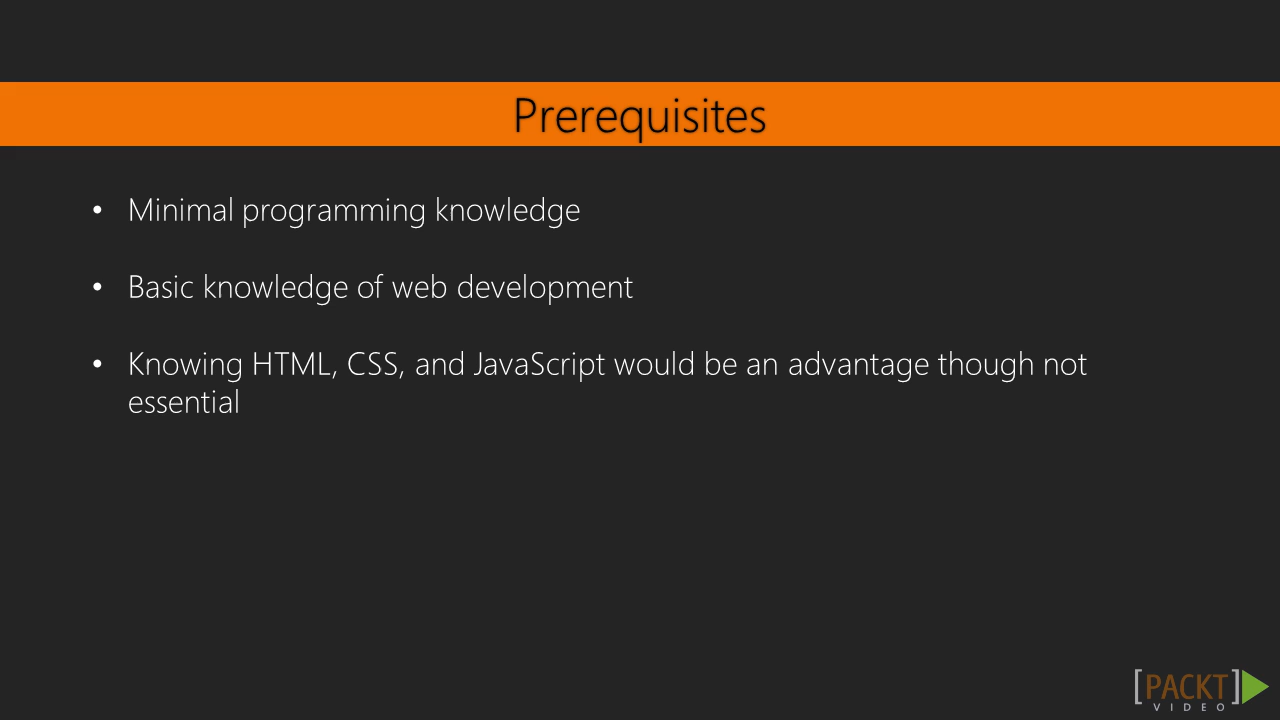 Prerequisites
• Minimal programming knowledge
• Basic knowledge of web development
• Knowing HTML, CSS, and JavaScript would be an advantage though not
essential
[PACKT]
VIDEO